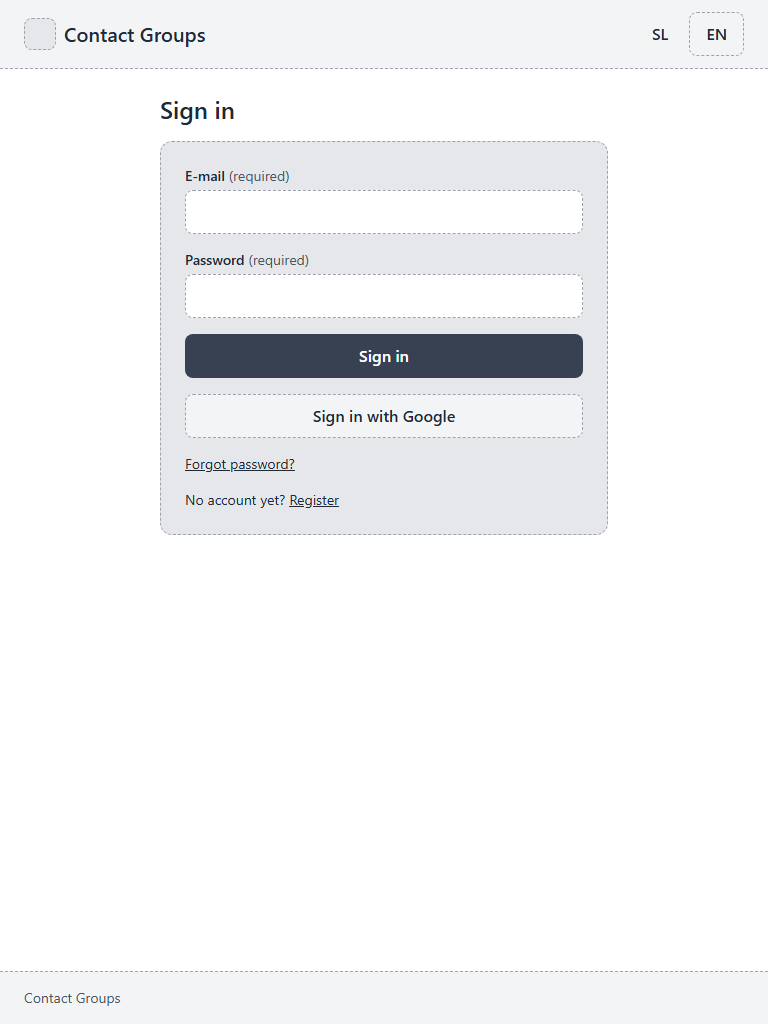 Contact Groups
SL
EN
Sign in
E-mail (required)
Password (required)
Sign in
Sign in with Google
Forgot password?
No account yet? Register
Contact Groups